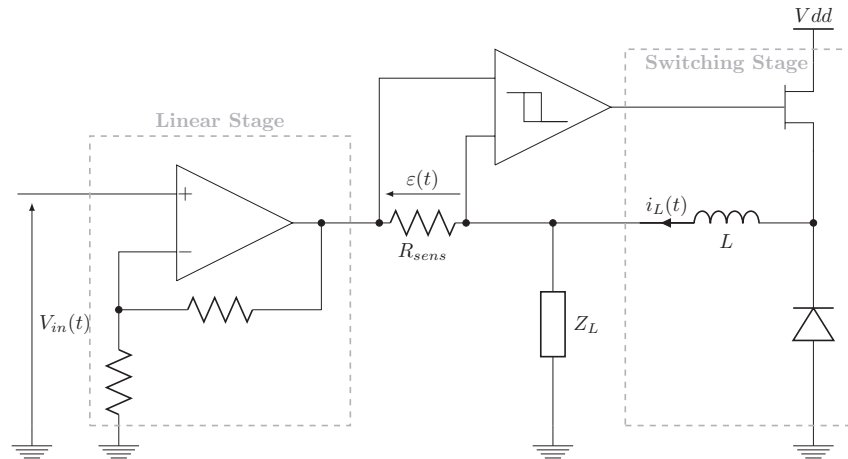 Vdd
Switching Stage
Linear Stage
ε(t)
i_L(t)
+
R_sens
L
−
V_in(t)
Z_L